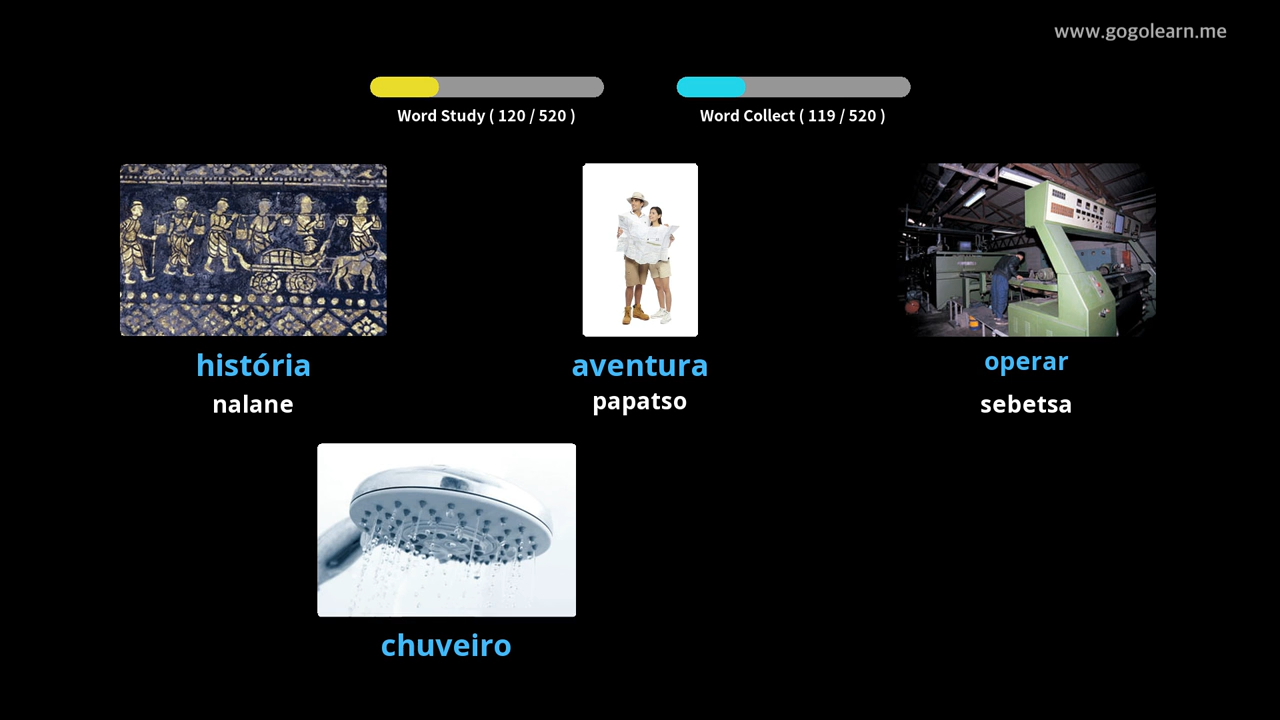 www.gogolearn.me
Word Study ( 120 / 520 )
Word Collect ( 119 / 520 )
história
aventura
operar
nalane
papatso
sebetsa
chuveiro